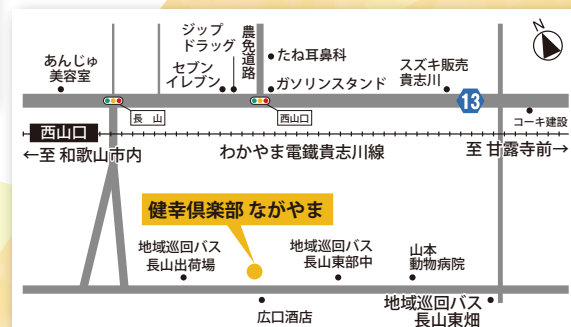 N
ジップ
ドラッグ
農免道路
たね耳鼻科
あんじゅ
美容室
セブン
イレブン
ガソリンスタンド
スズキ販売
貴志川
13
長 山
西山口
コーキ建設
西山口
←至 和歌山市内
わかやま電鐵貴志川線
至 甘露寺前→
健幸倶楽部 ながやま
地域巡回バス
長山出荷場
地域巡回バス
長山東部中
山本
動物病院
広口酒店
地域巡回バス
長山東畑